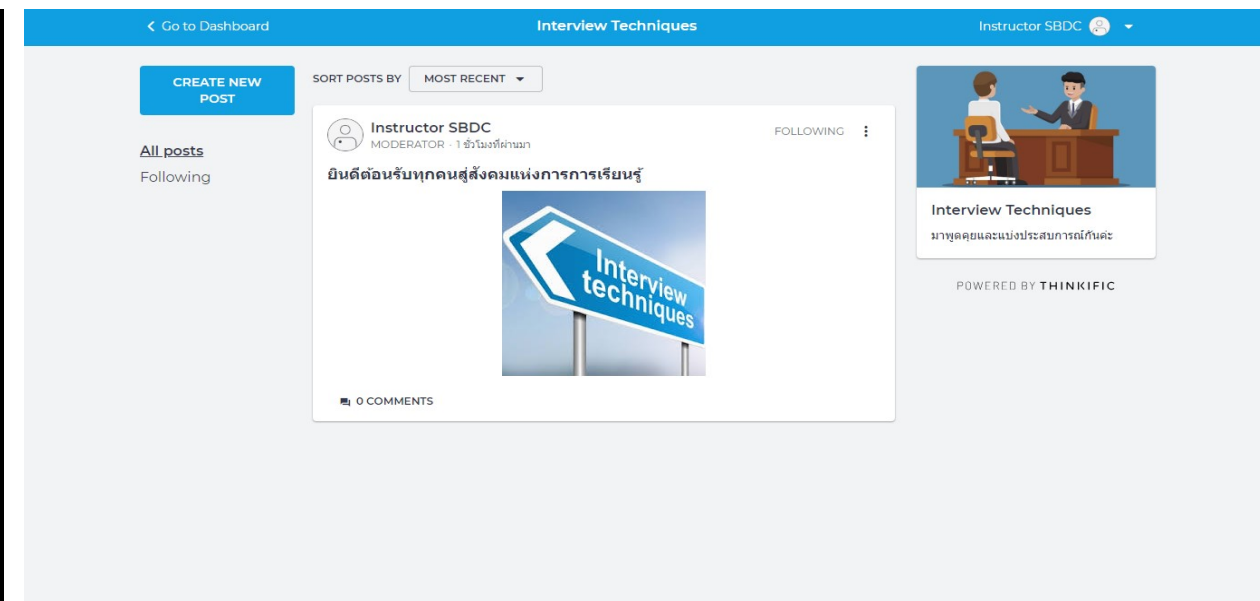 Go to Dashboard
Interview Techniques
Instructor SBDC
CREATE NEW
POST
All posts
Following
SORT POSTS BY MOST RECENT
Instructor SBDC
MODERATOR · 1 ชั่วโมงที่ผ่านมา
FOLLOWING
ยินดีต้อนรับทุกคนสู่สังคมแห่งการการเรียนรู้
Interview
techniques
0 COMMENTS
Interview Techniques
มาพูดคุยและแบ่งประสบการณ์กันค่ะ
POWERED BY THINKIFIC